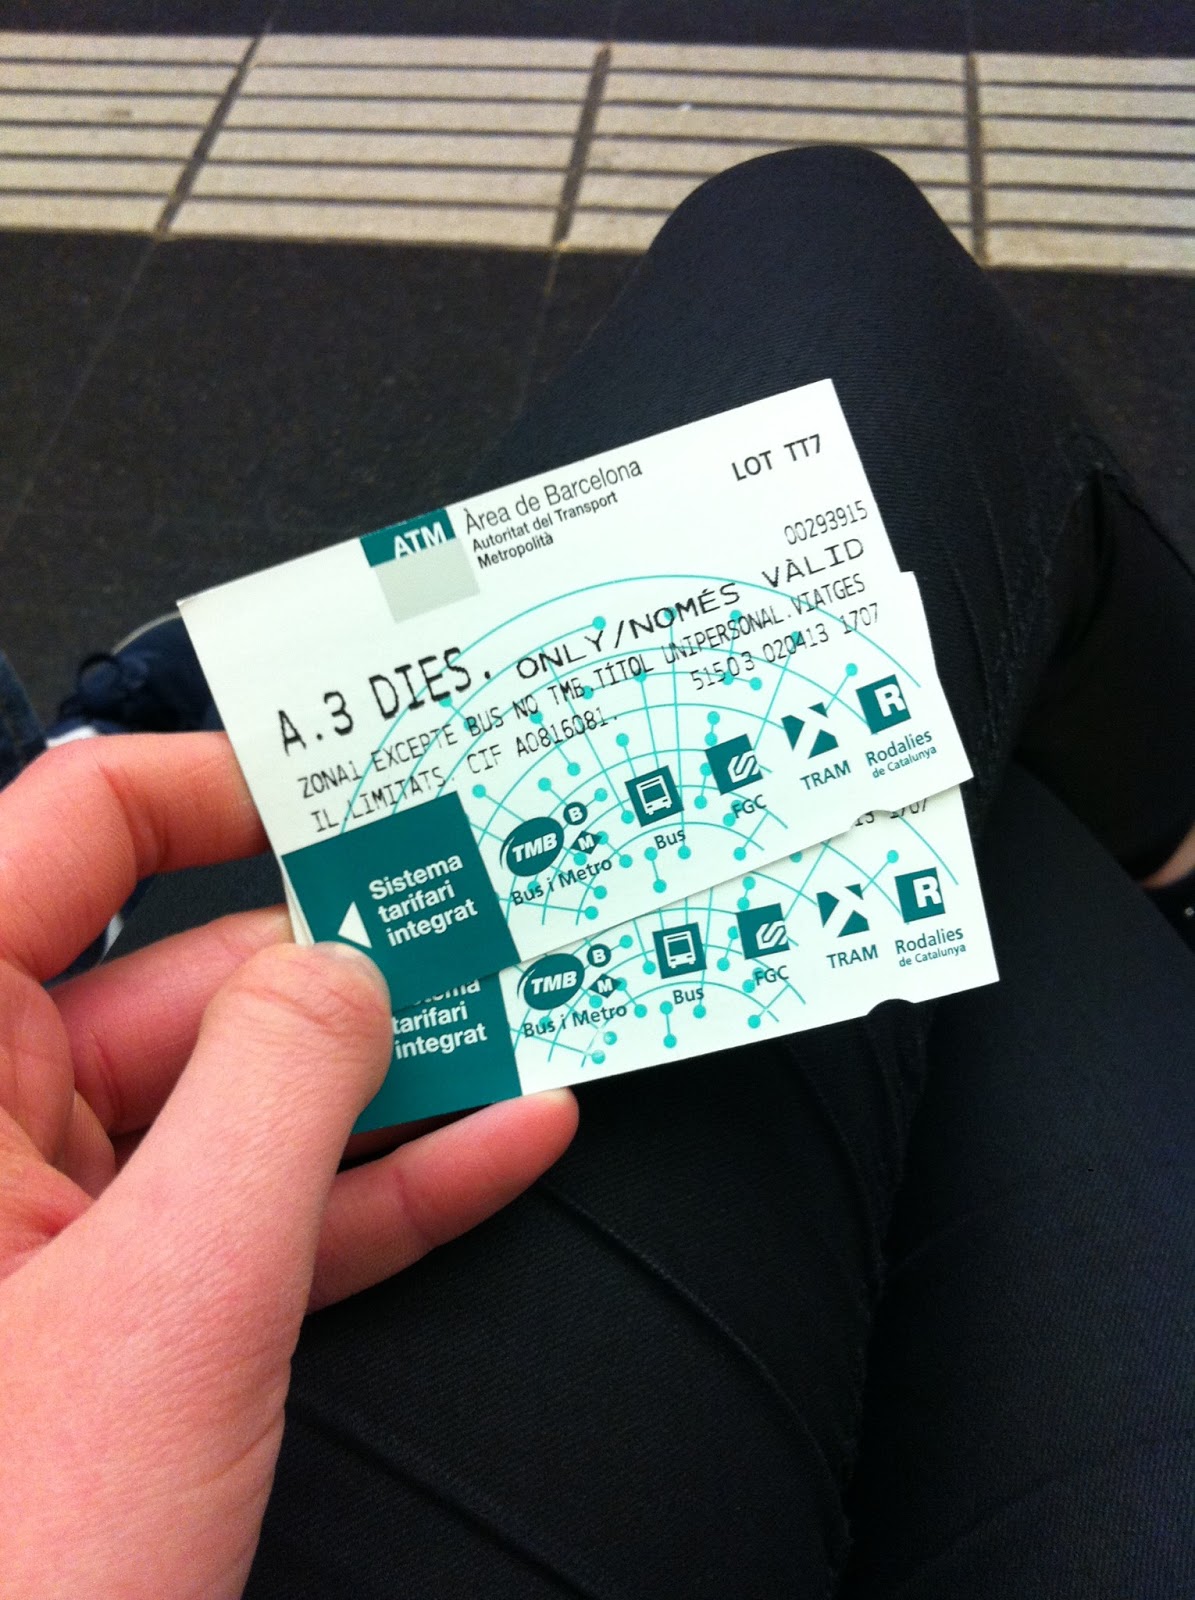 ATM
Àrea de Barcelona
Autoritat del Transport
Metropolità
LOT TT7
00293915
A.3 DIES. ONLY/NOMÉS VÀLID
ZONA1 EXCEPTE BUS NO TMB.TÍTOL UNIPERSONAL.VIATGES
IL LIMITATS. CIF A0816081.
51503 020413 1707
Sistema
tarifari
integrat
TMB B
M
Bus i Metro
Bus
FGC
TRAM
R
Rodalies
de Catalunya
13 1707
tarifari
integrat
TMB B
M
Bus i Metro
Bus
FGC
TRAM
R
Rodalies
de Catalunya